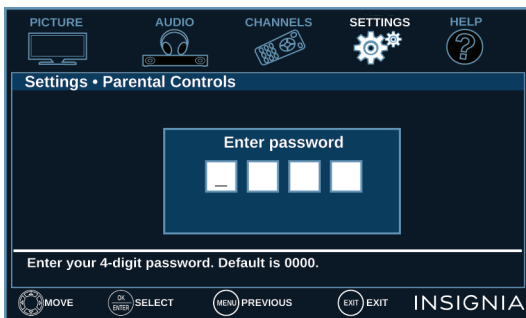 PICTURE AUDIO CHANNELS SETTINGS HELP
Settings • Parental Controls
Enter password
_
Enter your 4-digit password. Default is 0000.
MOVE OK ENTER SELECT MENU PREVIOUS EXIT EXIT INSIGNIA